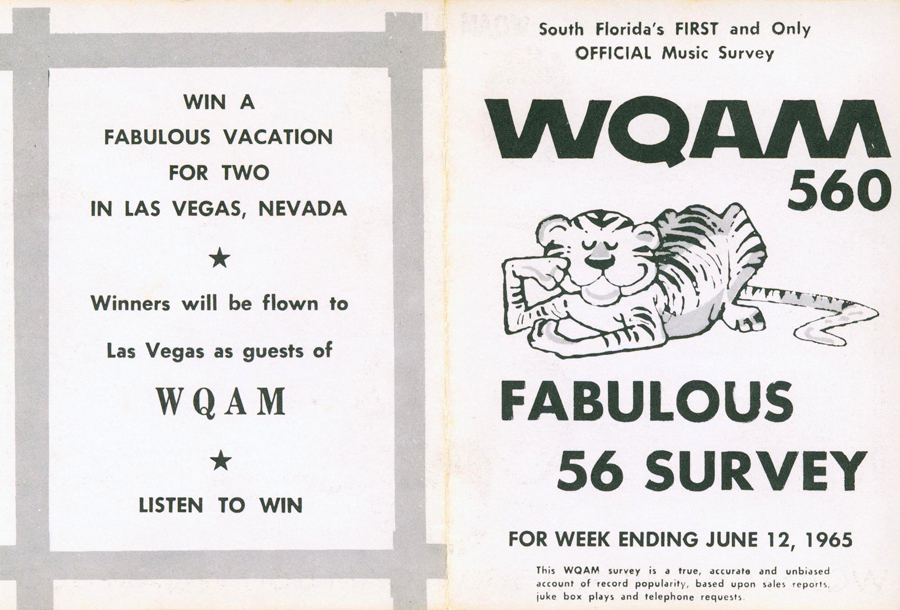 WIN A
FABULOUS VACATION
FOR TWO
IN LAS VEGAS, NEVADA
Winners will be flown to
Las Vegas as guests of
WQAM
LISTEN TO WIN
South Florida's FIRST and Only
OFFICIAL Music Survey
WQAM
560
FABULOUS
56 SURVEY
FOR WEEK ENDING JUNE 12, 1965
This WQAM survey is a true, accurate and unbiased
account of record popularity, based upon sales reports,
juke box plays and telephone requests.